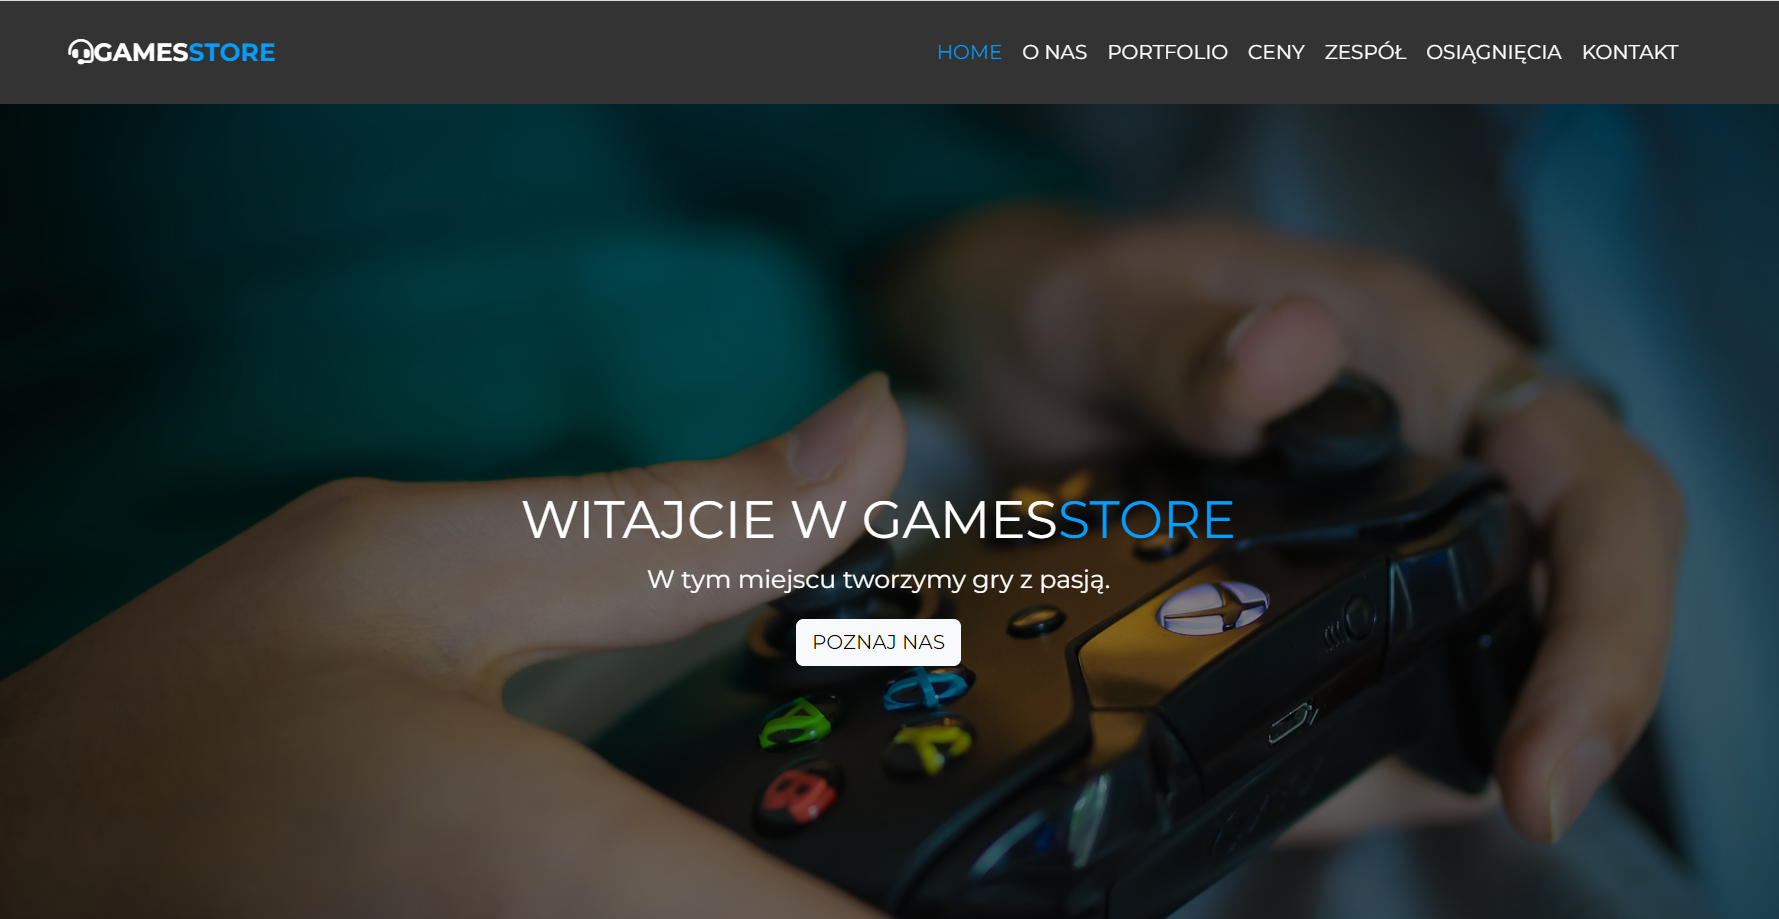 GAMESSTORE
HOME O NAS PORTFOLIO CENY ZESPÓŁ OSIĄGNIĘCIA KONTAKT
WITAJCIE W GAMESSTORE
W tym miejscu tworzymy gry z pasją.
POZNAJ NAS
X
A
Y
B